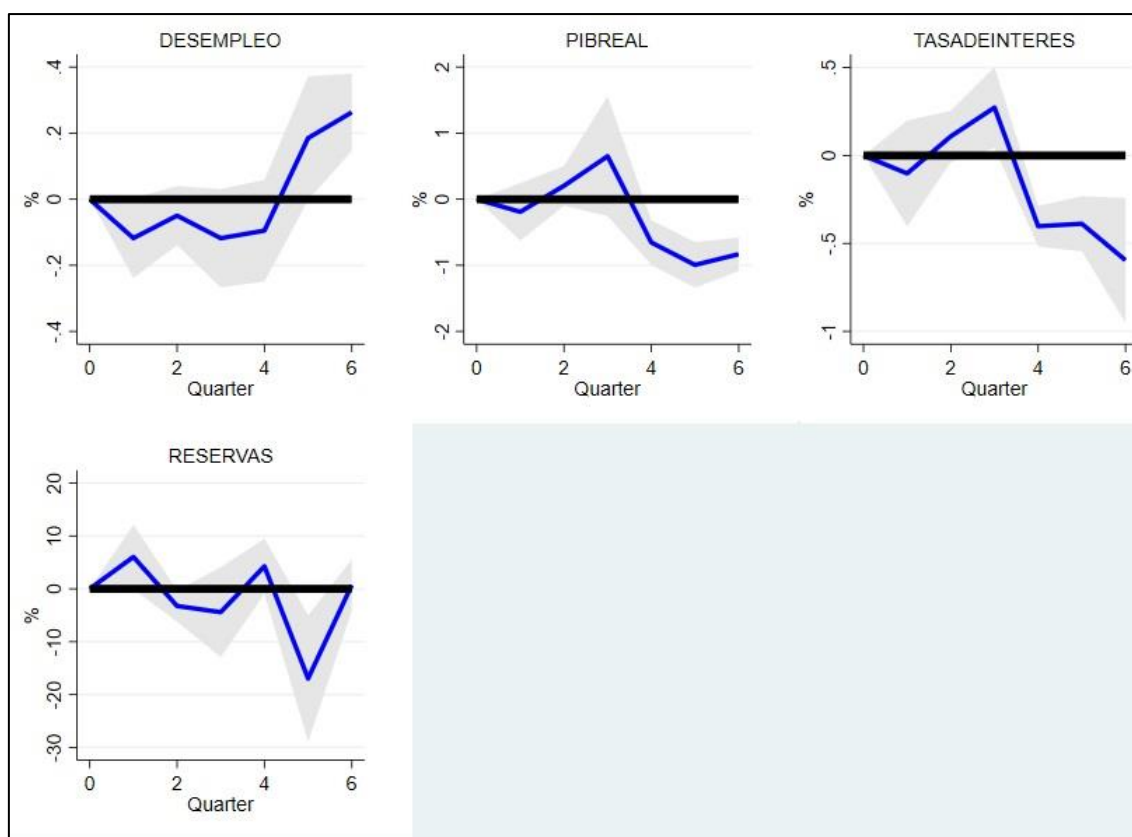 DESEMPLEO
.4
.2
0
-.2
-.4
%
0 2 4 6
Quarter
PIBREAL
2
1
0
-1
-2
%
0 2 4 6
Quarter
TASADEINTERES
.5
0
-.5
-1
%
0 2 4 6
Quarter
RESERVAS
20
10
0
-10
-20
-30
%
0 2 4 6
Quarter